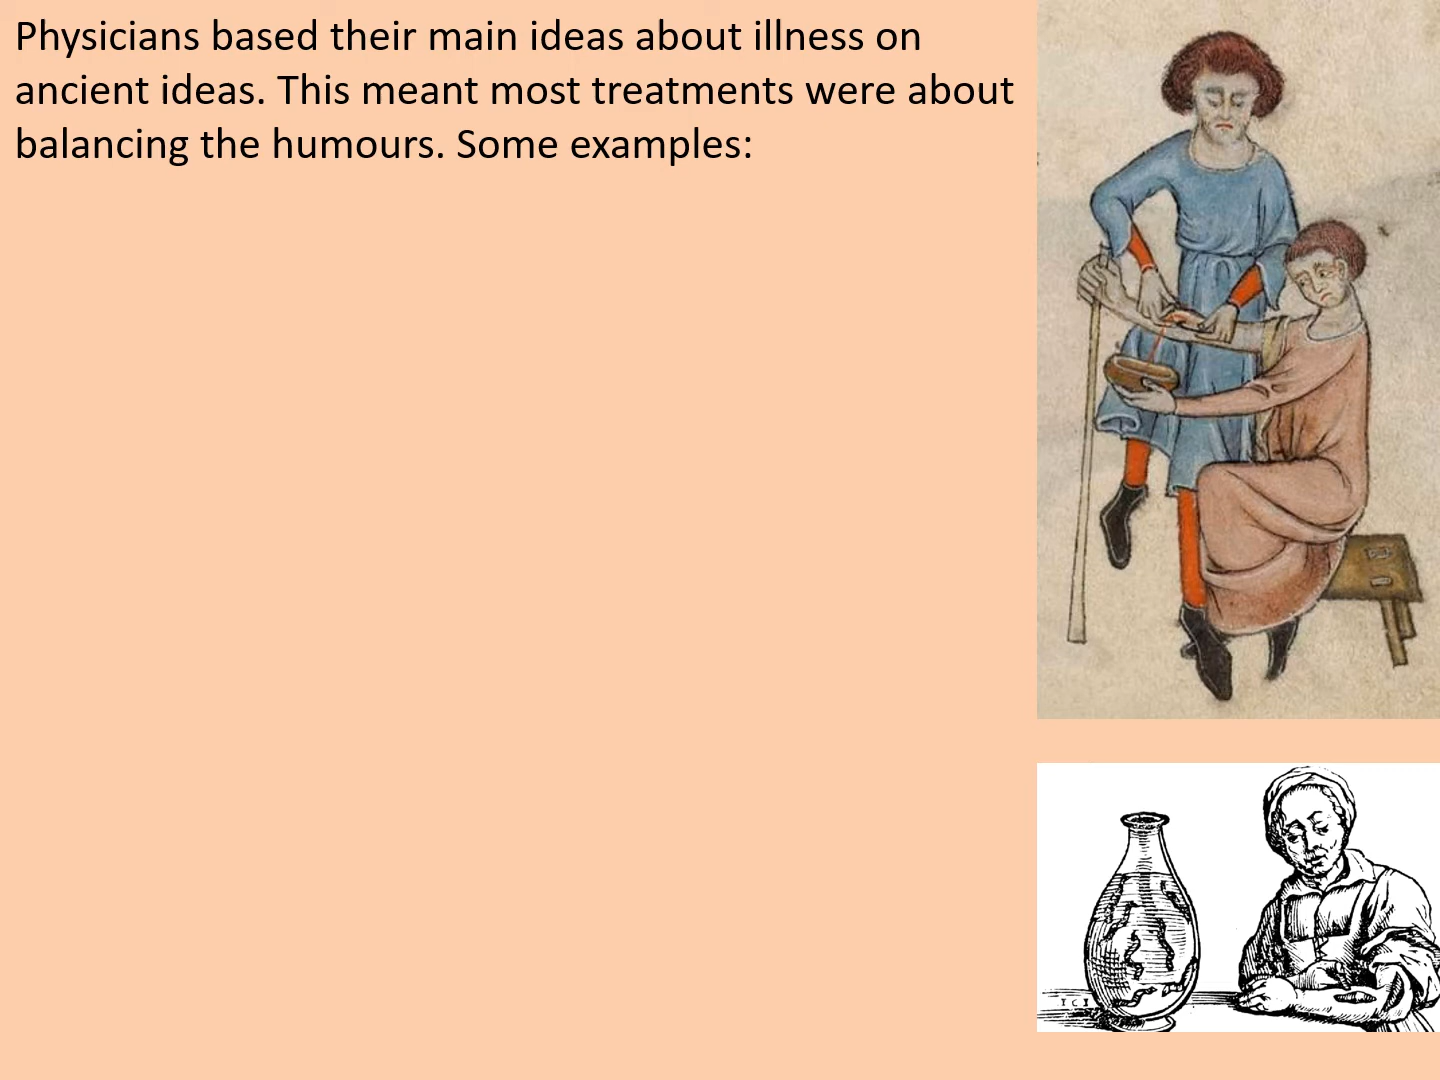 Physicians based their main ideas about illness on
ancient ideas. This meant most treatments were about
balancing the humours. Some examples: